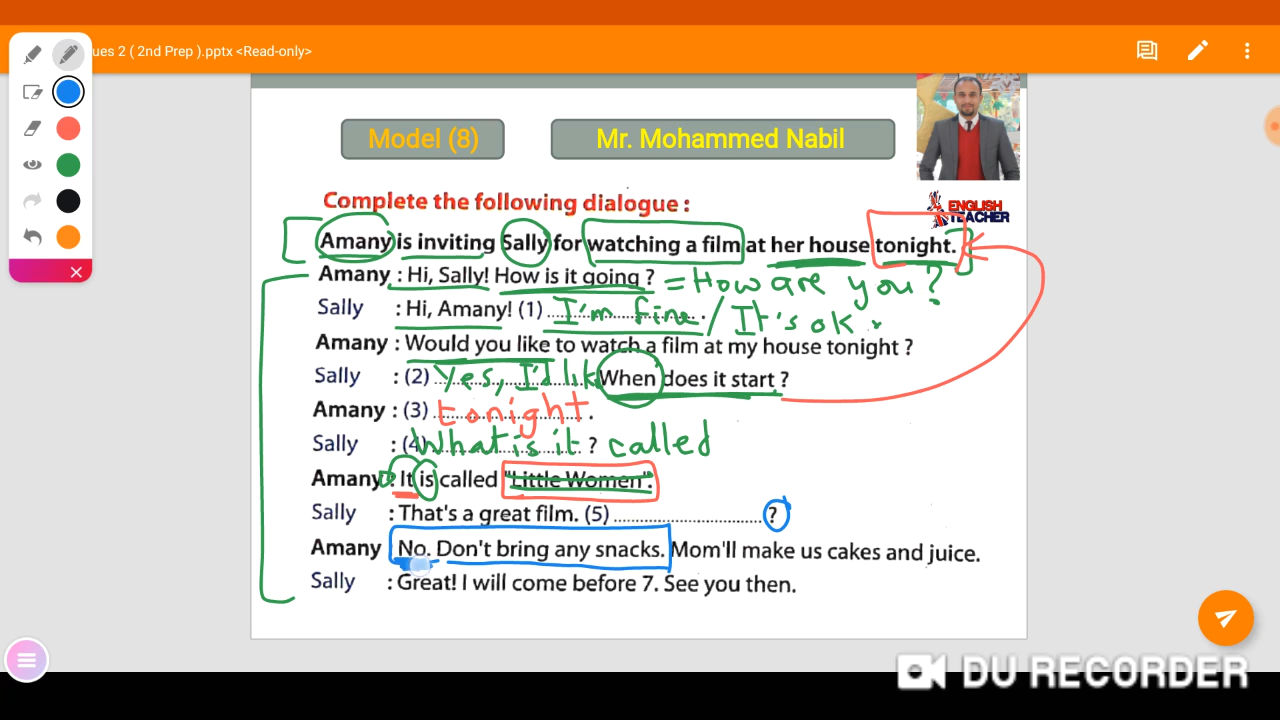 ues 2 ( 2nd Prep ).pptx <Read-only>
Model (8)
Mr. Mohammed Nabil
ENGLISH
TEACHER
Complete the following dialogue :
Amany is inviting Sally for watching a film at her house tonight.
Amany : Hi, Sally! How is it going ? = How are you?
Sally : Hi, Amany! (1) I'm fine / It's ok .
Amany : Would you like to watch a film at my house tonight ?
Sally : (2) Yes, I'd lik When does it start ?
Amany : (3) tonight .
Sally : (4) What is it ? called
Amany : It is called "Little Women".
Sally : That's a great film. (5) .................................. ?
Amany No. Don't bring any snacks. Mom'll make us cakes and juice.
Sally : Great! I will come before 7. See you then.
DU RECORDER